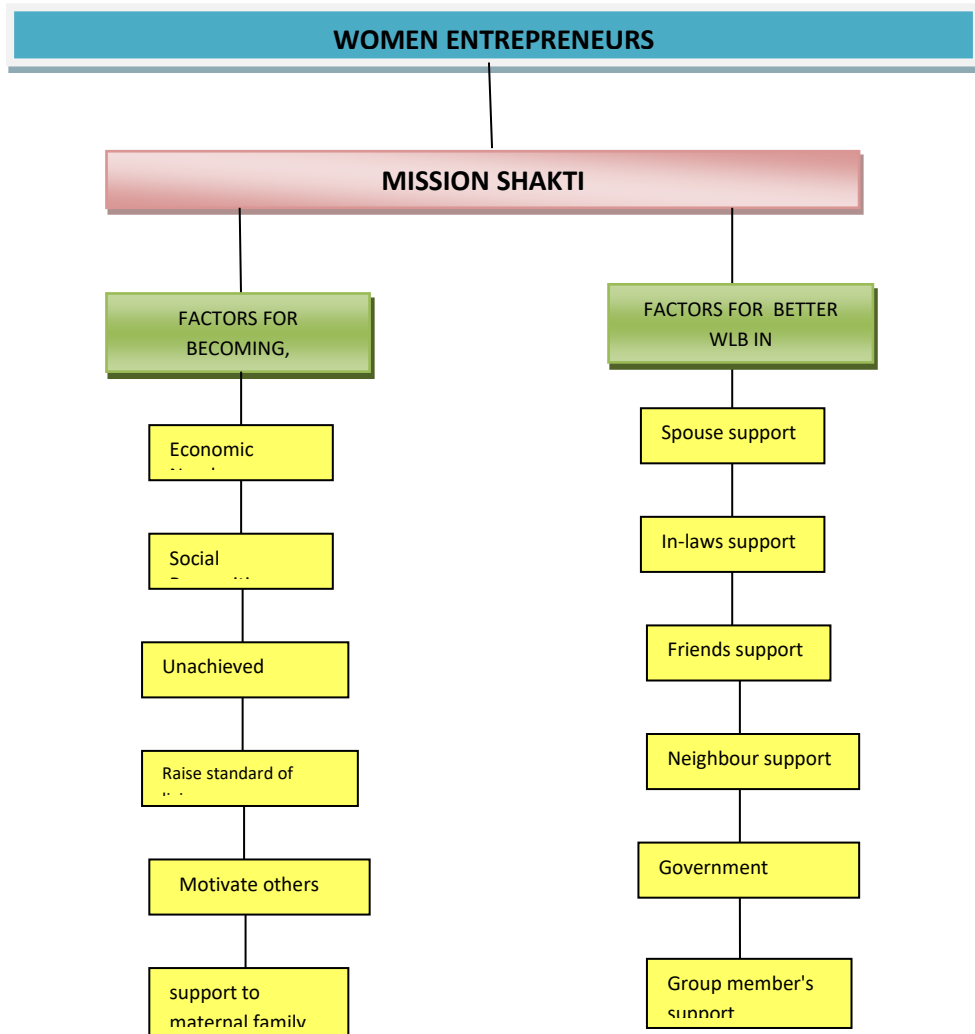 WOMEN ENTREPRENEURS
MISSION SHAKTI
FACTORS FOR
BECOMING,
Economic
Social
Unachieved
Raise standard of
Motivate others
support to
maternal family
FACTORS FOR BETTER
WLB IN
Spouse support
In-laws support
Friends support
Neighbour support
Government
Group member's
support